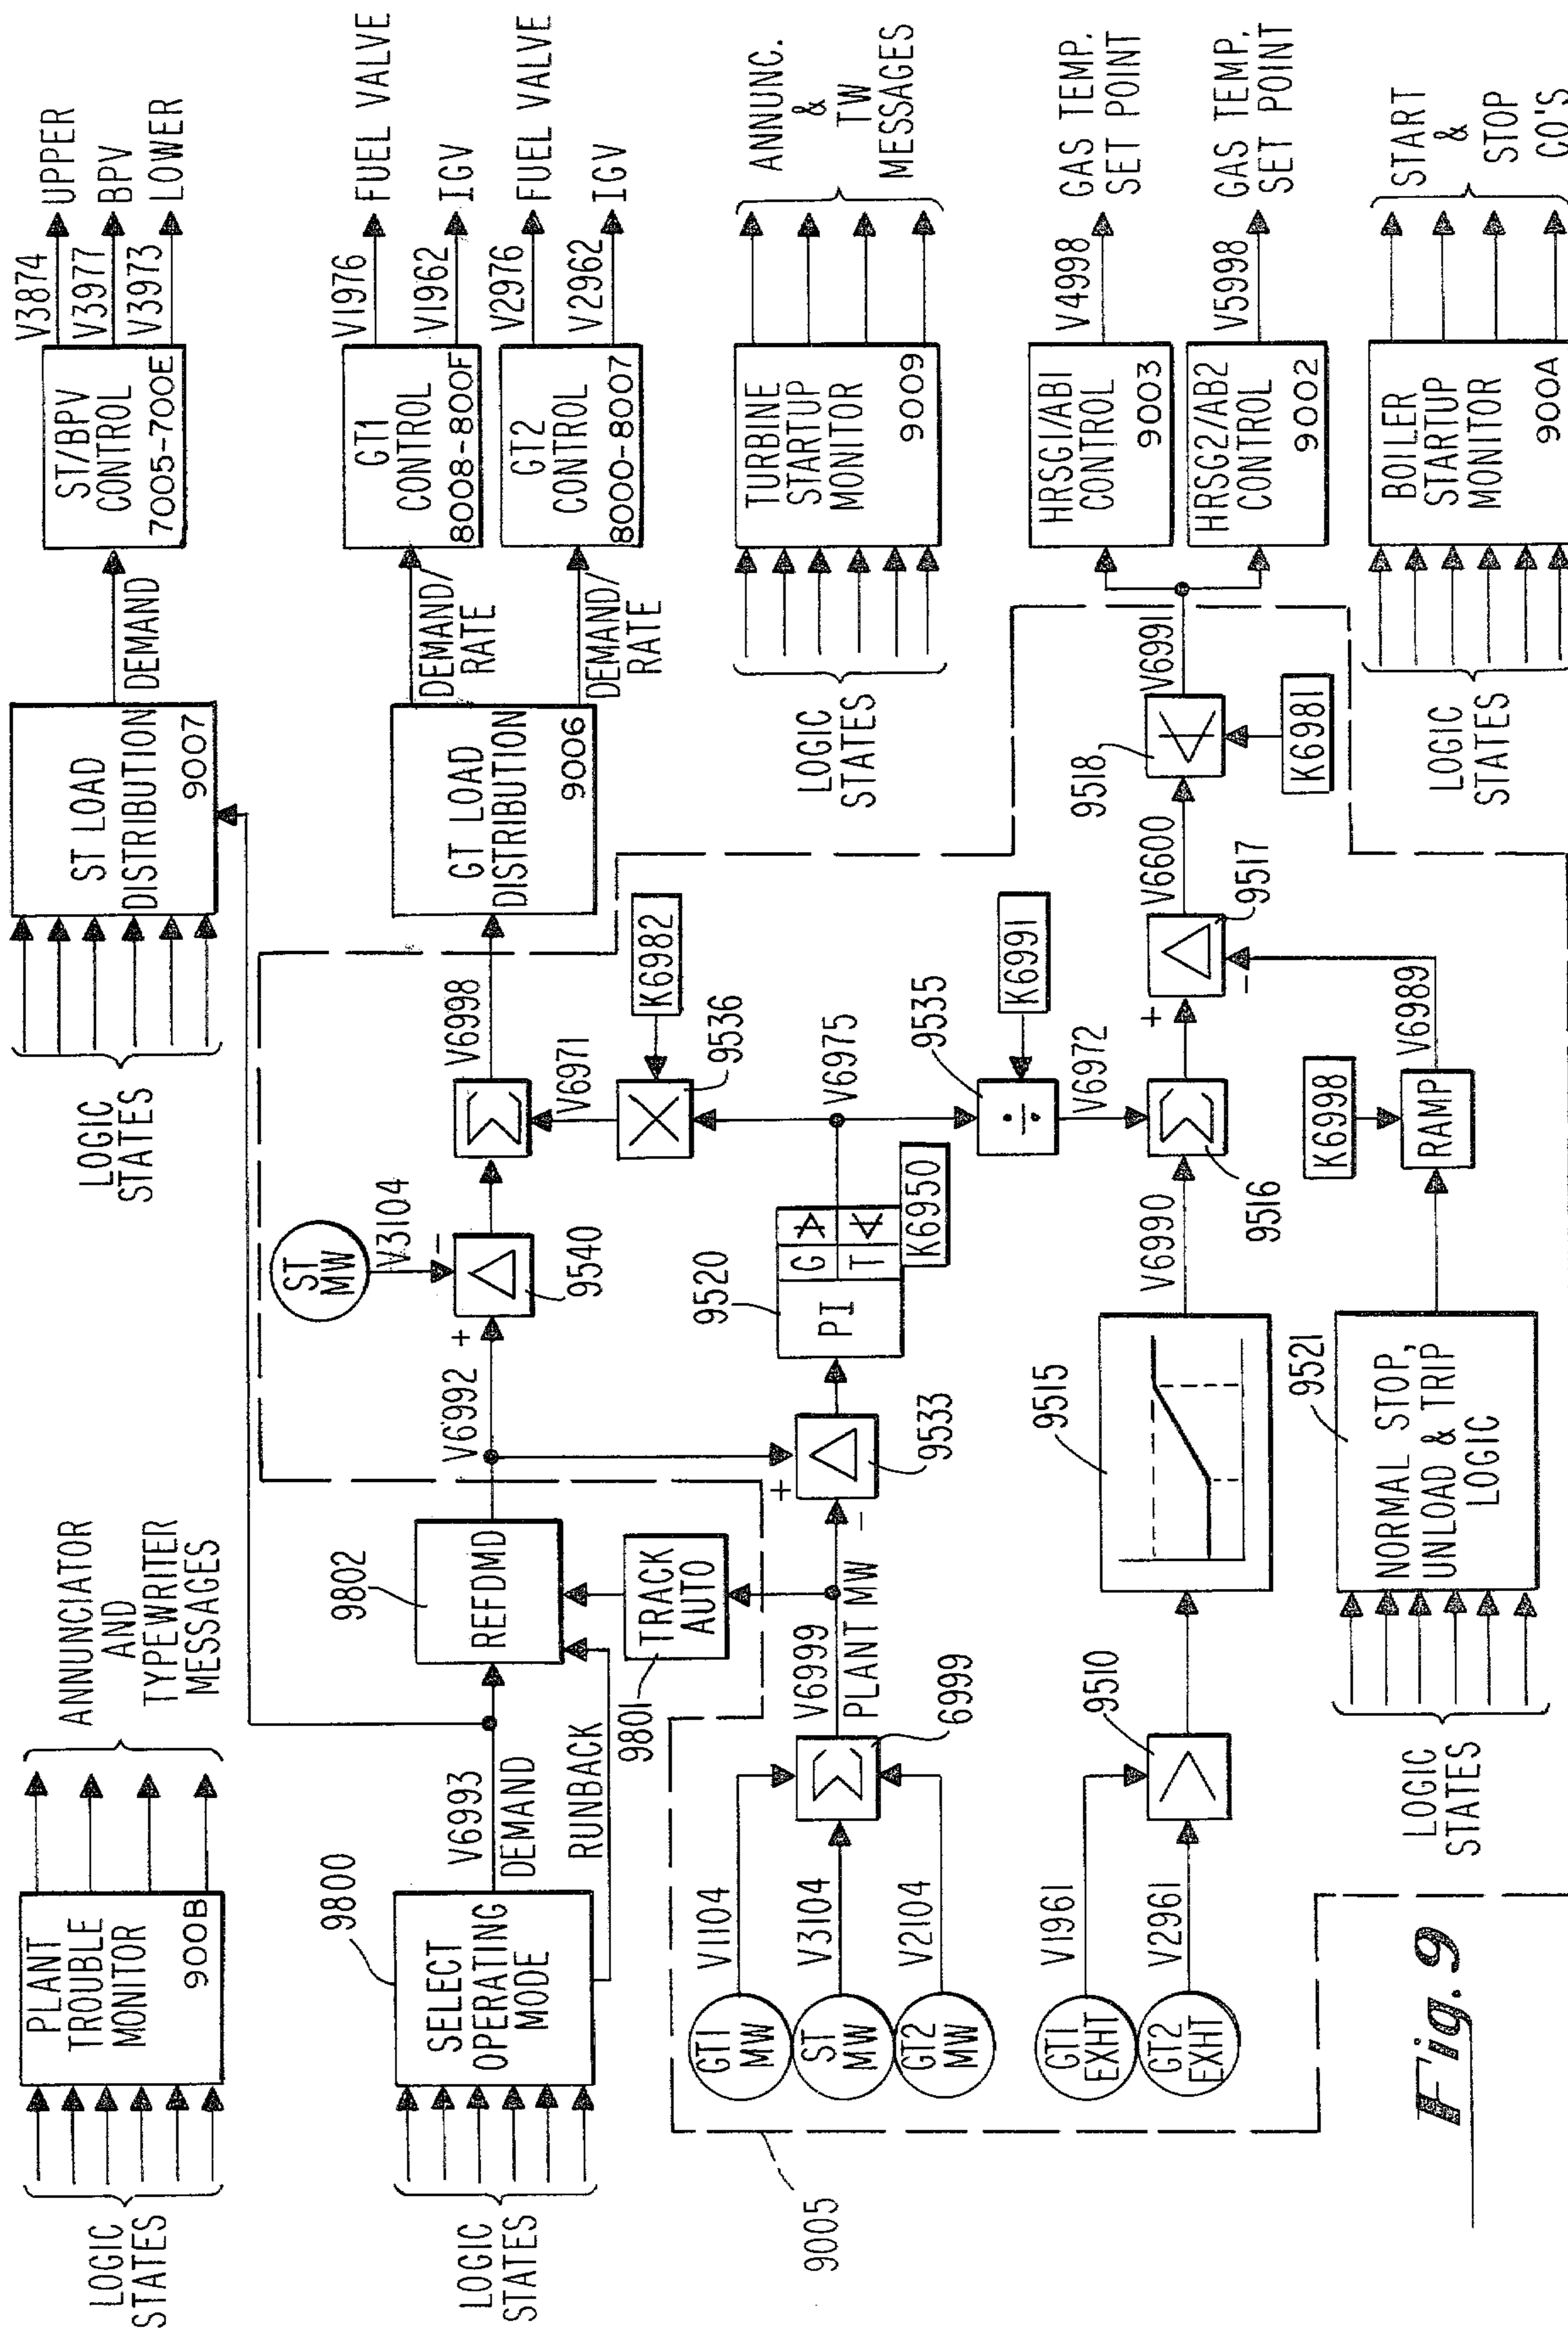 LOGIC
STATES
PLANT
TROUBLE
MONITOR
900B
ANNUNCIATOR
AND
TYPEWRITER
MESSAGES
LOGIC
STATES
ST LOAD
DISTRIBUTION
9007
DEMAND
ST/BPV
CONTROL
7005-700E
V3874
UPPER
V3977
BPV
V3973
LOWER
LOGIC
STATES
9800
SELECT
OPERATING
MODE
V6993
DEMAND
RUNBACK
9802
REFDMD
9801
TRACK
AUTO
V6992
+
ST
MW
V3104
-
9540
V6998
V6971
K6982
9536
GT LOAD
DISTRIBUTION
9006
DEMAND/
RATE
DEMAND/
RATE
GT1
CONTROL
8008-800F
V1976
FUEL VALVE
V1962
IGV
GT2
CONTROL
8000-8007
V2976
FUEL VALVE
V2962
IGV
9005
GT1
MW
V1104
ST
MW
V3104
GT2
MW
V2104
6999
V6999
PLANT MW
+
-
9533
9520
PI
G
T
K6950
V6975
9535
K6991
V6972
LOGIC
STATES
TURBINE
STARTUP
MONITOR
9009
ANNUNC.
&
TW
MESSAGES
GT1
EXHT
V1961
GT2
EXHT
V2961
9510
9515
V6990
9516
+
-
9517
V6600
9518
K6981
V6991
HRSG1/AB1
CONTROL
9003
V4998
GAS TEMP.
SET POINT
HRSG2/AB2
CONTROL
9002
V5998
GAS TEMP.
SET POINT
LOGIC
STATES
9521
NORMAL STOP,
UNLOAD & TRIP
LOGIC
K6998
RAMP
V6989
LOGIC
STATES
BOILER
STARTUP
MONITOR
900A
START
&
STOP
CO'S
Fig. 9